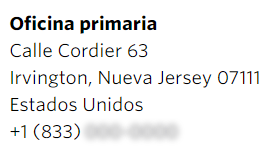 Oficina primaria
Calle Cordier 63
Irvington, Nueva Jersey 07111
Estados Unidos
+1 (833)